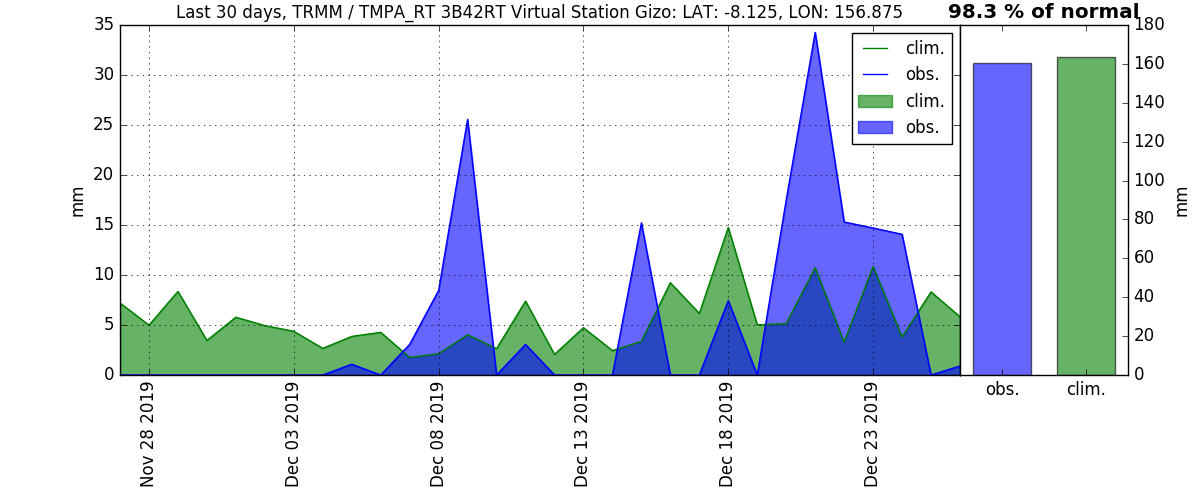 Last 30 days, TRMM / TMPA_RT 3B42RT Virtual Station Gizo: LAT: -8.125, LON: 156.875
98.3 % of normal
35
30
25
20
15
10
5
0
mm
clim.
obs.
clim.
obs.
180
160
140
120
100
80
60
40
20
0
mm
Nov 28 2019
Dec 03 2019
Dec 08 2019
Dec 13 2019
Dec 18 2019
Dec 23 2019
obs.
clim.